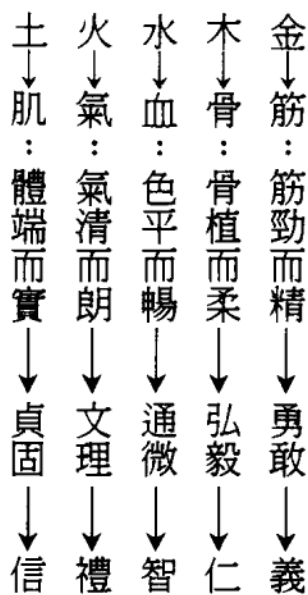 金→筋：筋勁而精→勇敢→義
木→骨：骨植而柔→弘毅→仁
水→血：色平而暢→通微→智
火→氣：氣清而朗→文理→禮
土→肌：體端而實→貞固→信